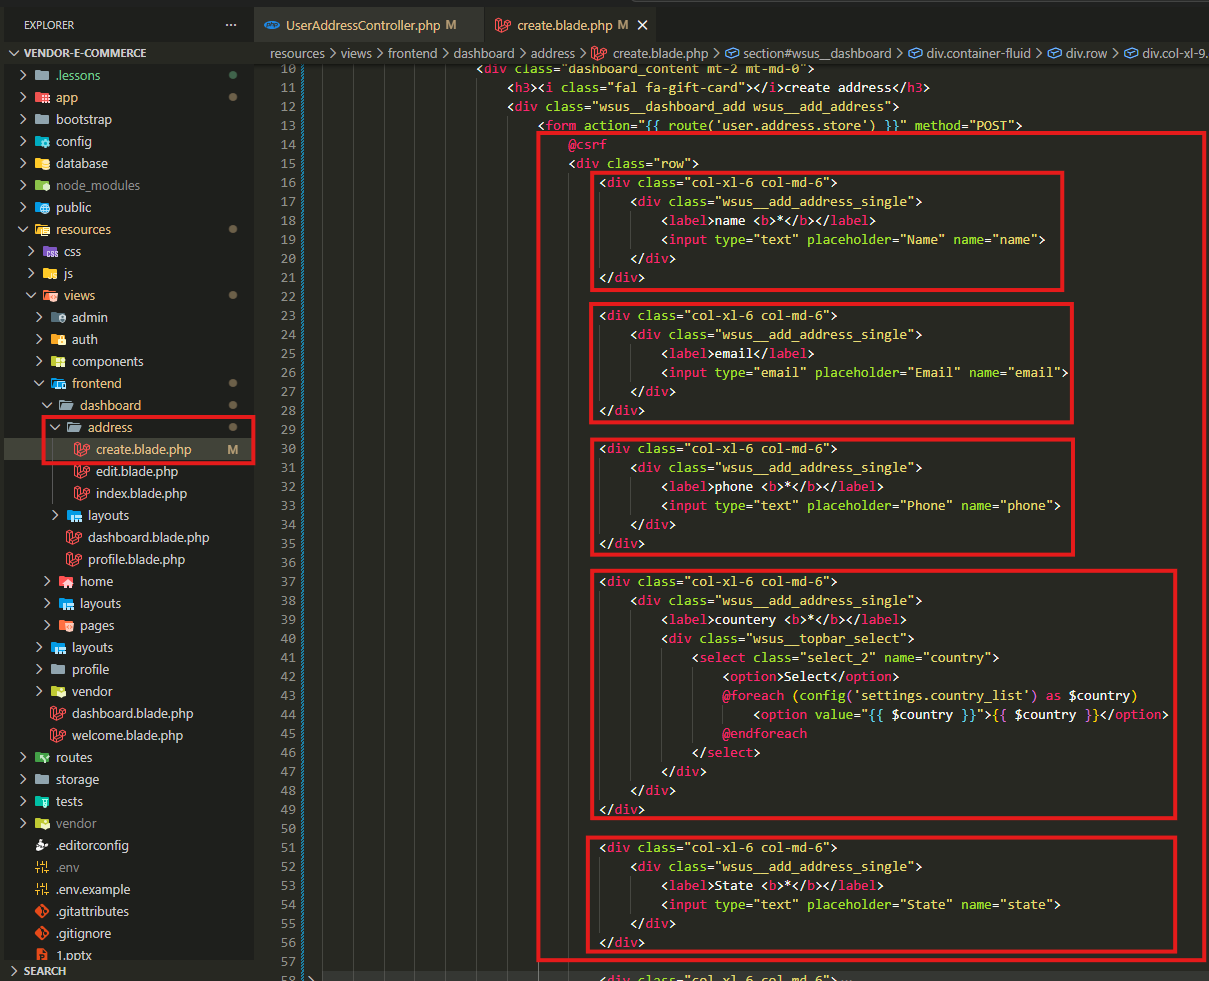 EXPLORER
...
VENDOR-E-COMMERCE
.lessons
app
bootstrap
config
database
node_modules
public
resources
css
js
views
admin
auth
components
frontend
dashboard
address
create.blade.php M
edit.blade.php
index.blade.php
layouts
dashboard.blade.php
profile.blade.php
home
layouts
pages
layouts
profile
vendor
dashboard.blade.php
welcome.blade.php
routes
storage
tests
vendor
.editorconfig
.env
.env.example
.gitattributes
.gitignore
1.pptx
SEARCH
UserAddressController.php M
create.blade.php M
resources > views > frontend > dashboard > address > create.blade.php > section#wsus__dashboard > div.container-fluid > div.row > div.col-xl-9.
10 <div class="dashboard_content mt-2 mt-md-0">
11 <h3><i class="fal fa-gift-card"></i>create address</h3>
12 <div class="wsus__dashboard_add wsus__add_address">
13 <form action="{{ route('user.address.store') }}" method="POST">
14 @csrf
15 <div class="row">
16 <div class="col-xl-6 col-md-6">
17 <div class="wsus__add_address_single">
18 <label>name <b>*</b></label>
19 <input type="text" placeholder="Name" name="name">
20 </div>
21 </div>
22
23 <div class="col-xl-6 col-md-6">
24 <div class="wsus__add_address_single">
25 <label>email</label>
26 <input type="email" placeholder="Email" name="email">
27 </div>
28 </div>
29
30 <div class="col-xl-6 col-md-6">
31 <div class="wsus__add_address_single">
32 <label>phone <b>*</b></label>
33 <input type="text" placeholder="Phone" name="phone">
34 </div>
35 </div>
36
37 <div class="col-xl-6 col-md-6">
38 <div class="wsus__add_address_single">
39 <label>countery <b>*</b></label>
40 <div class="wsus__topbar_select">
41 <select class="select_2" name="country">
42 <option>Select</option>
43 @foreach (config('settings.country_list') as $country)
44 <option value="{{ $country }}">{{ $country }}</option>
45 @endforeach
46 </select>
47 </div>
48 </div>
49 </div>
50
51 <div class="col-xl-6 col-md-6">
52 <div class="wsus__add_address_single">
53 <label>State <b>*</b></label>
54 <input type="text" placeholder="State" name="state">
55 </div>
56 </div>
57
58 <div class="col-xl-6 col-md-6">...